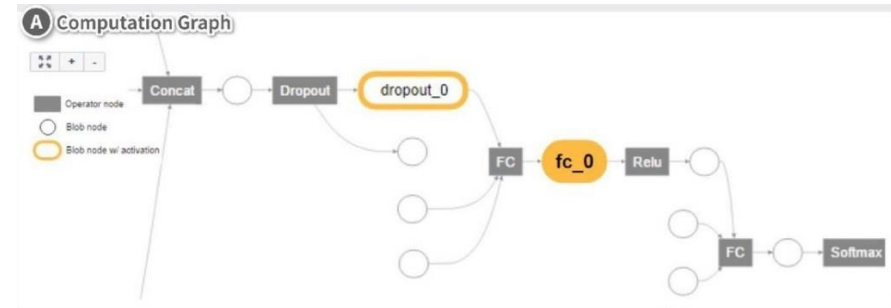 A Computation Graph
+ -
Concat
Dropout
dropout_0
Operator node
Blob node
Blob node w/ activation
FC
fc_0
Relu
FC
Softmax